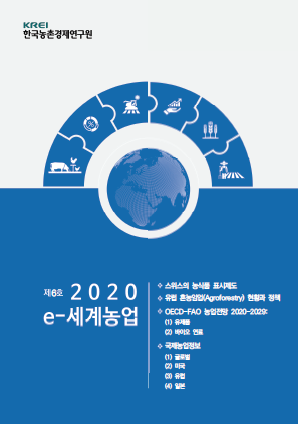 KREI
한국농촌경제연구원
제6호 2020
e-세계농업
❖ 스위스의 농식품 표시제도
❖ 유럽 혼농임업(Agroforestry) 현황과 정책
❖ OECD-FAO 농업전망 2020-2029:
(1) 유제품
(2) 바이오 연료
❖ 국제농업정보
(1) 글로벌
(2) 미국
(3) 유럽
(4) 일본